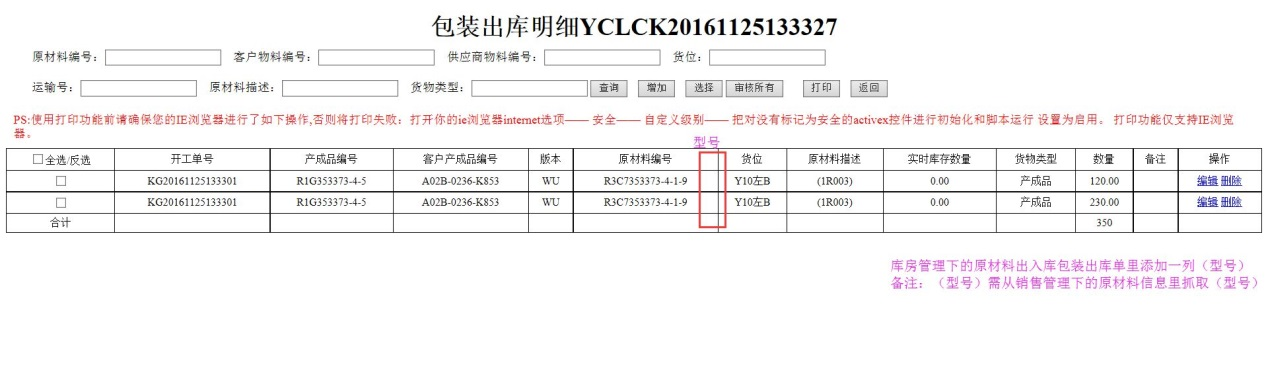 包装出库明细YCLCK20161125133327
原材料编号: 客户物料编号: 供应商物料编号: 货位:
运输号: 原材料描述: 货物类型: 查询 增加 选择 审核所有 打印 返回
PS:使用打印功能前请确保您的IE浏览器进行了如下操作,否则将打印失败: 打开你的ie浏览器internet选项—— 安全—— 自定义级别—— 把对没有标记为安全的activex控件进行初始化和脚本运行 设置为启用。 打印功能仅支持IE浏览
器。
型号
全选/反选 开工单号 产成品编号 客户产成品编号 版本 原材料编号 货位 原材料描述 实时库存数量 货物类型 数量 备注 操作
KG20161125133301 R1G353373-4-5 A02B-0236-K853 WU R3C7353373-4-1-9 Y10左B (1R003) 0.00 产成品 120.00 编辑 删除
KG20161125133301 R1G353373-4-5 A02B-0236-K853 WU R3C7353373-4-1-9 Y10左B (1R003) 0.00 产成品 230.00 编辑 删除
合计 350
库房管理下的原材料出入库包装出库单里添加一列（型号）
备注：（型号）需从销售管理下的原材料信息里抓取（型号）